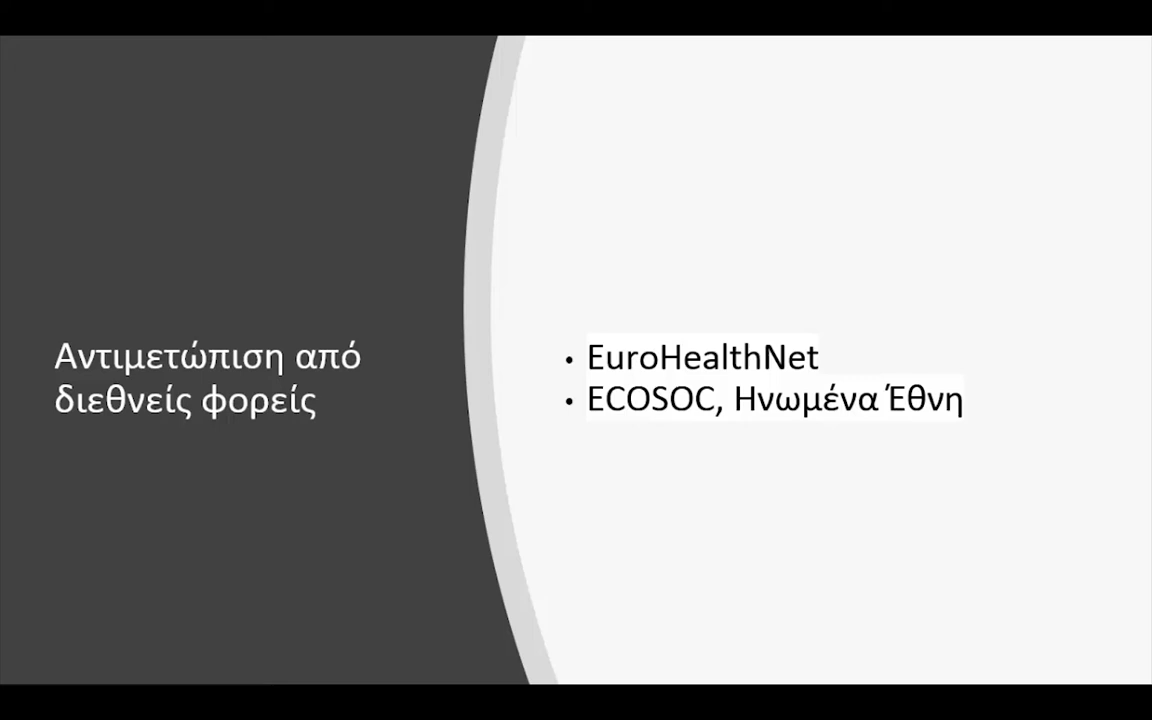 Αντιμετώπιση από
διεθνείς φορείς
• EuroHealthNet
• ECOSOC, Ηνωμένα Έθνη